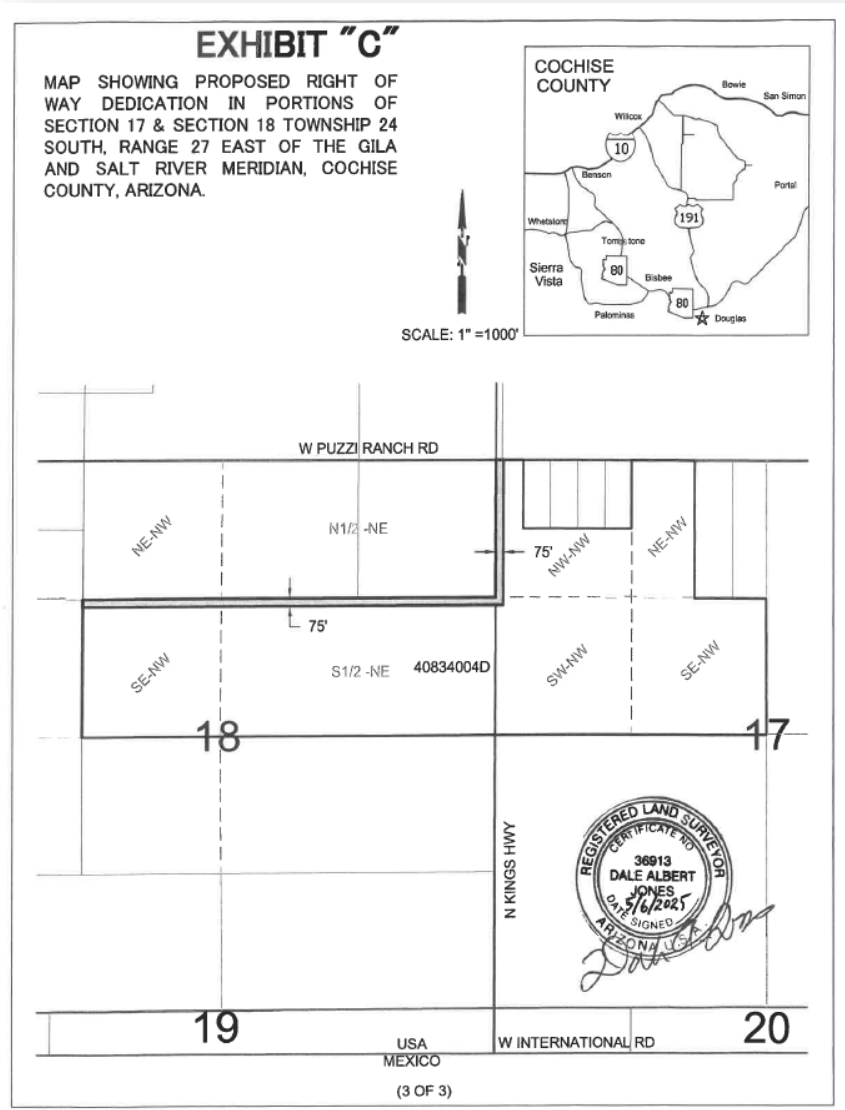 EXHIBIT "C"
MAP SHOWING PROPOSED RIGHT OF
WAY DEDICATION IN PORTIONS OF
SECTION 17 & SECTION 18 TOWNSHIP 24
SOUTH, RANGE 27 EAST OF THE GILA
AND SALT RIVER MERIDIAN, COCHISE
COUNTY, ARIZONA.
COCHISE
COUNTY
Bowie
San Simon
Willcox
10
Benson
Portal
191
Whetstone
Tombstone
Sierra
Vista
80
Bisbee
80
Palominas
Douglas
N
SCALE: 1" =1000'
W PUZZI RANCH RD
NE-NW
N1/2 -NE
75'
NW-NW
NE-NW
75'
SE-NW
S1/2 -NE
40834004D
SW-NW
SE-NW
18
17
N KINGS HWY
REGISTERED LAND SURVEYOR
CERTIFICATE NO
36913
DALE ALBERT
JONES
5/6/2025
DATE SIGNED
ARIZONA U.S.A.
19
20
USA
W INTERNATIONAL RD
MEXICO
(3 OF 3)